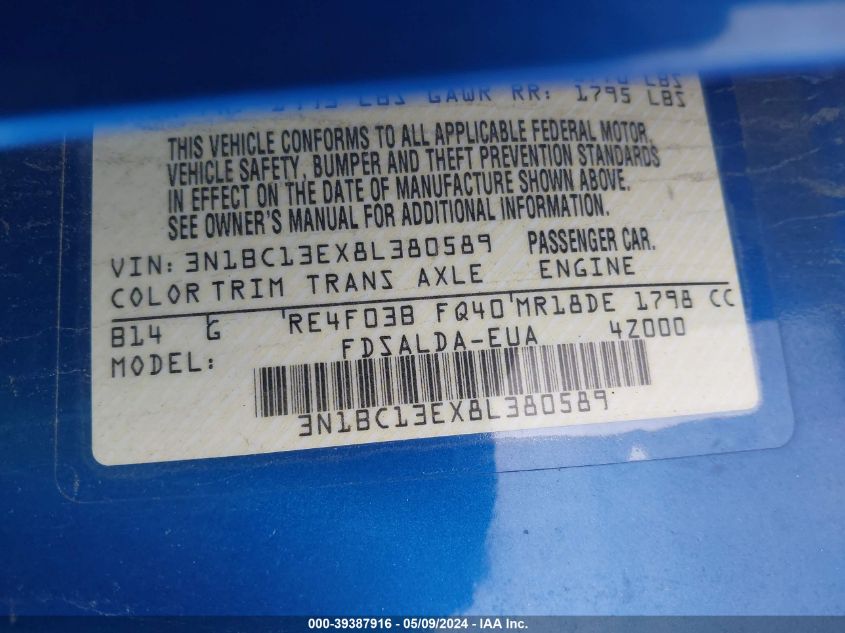 GAWR RR: 1795 LBS
THIS VEHICLE CONFORMS TO ALL APPLICABLE FEDERAL MOTOR,
VEHICLE SAFETY, BUMPER AND THEFT PREVENTION STANDARDS
IN EFFECT ON THE DATE OF MANUFACTURE SHOWN ABOVE.
SEE OWNER'S MANUAL FOR ADDITIONAL INFORMATION.
VIN: 3N1BC13EX8L380589 PASSENGER CAR.
COLOR TRIM TRANS AXLE ENGINE
B14 G RE4F03B FQ40 MR18DE 1798 CC
MODEL: FDSALDA-EUA 4Z000
3N1BC13EX8L380589
000-39387916 - 05/09/2024 - IAA Inc.